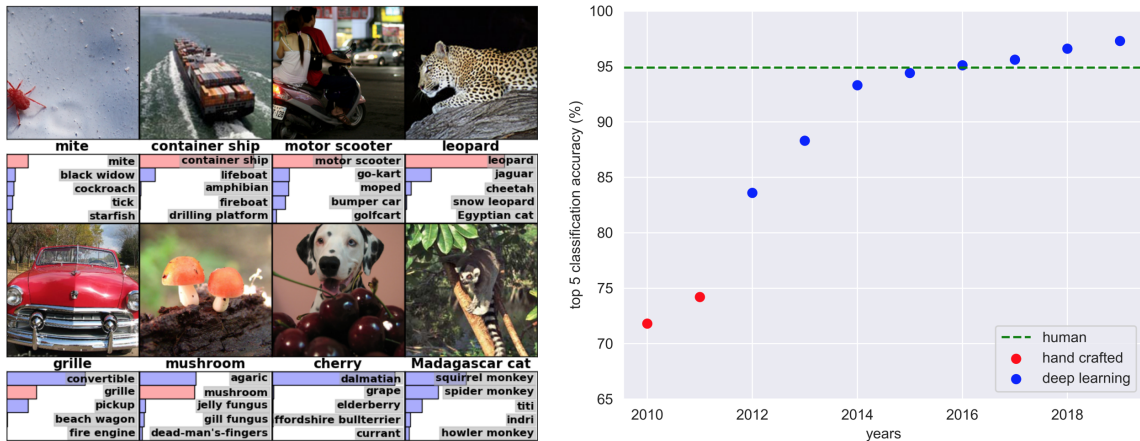 mite
container ship
motor scooter
leopard
mite
black widow
cockroach
tick
starfish
container ship
lifeboat
amphibian
fireboat
drilling platform
motor scooter
go-kart
moped
bumper car
golfcart
leopard
jaguar
cheetah
snow leopard
Egyptian cat
grille
mushroom
cherry
Madagascar cat
convertible
grille
pickup
beach wagon
fire engine
agaric
mushroom
jelly fungus
gill fungus
dead-man's-fingers
dalmatian
grape
elderberry
ffordshire bullterrier
currant
squirrel monkey
spider monkey
titi
indri
howler monkey
top 5 classification accuracy (%)
100
95
90
85
80
75
70
65
2010
2012
2014
2016
2018
years
human
hand crafted
deep learning